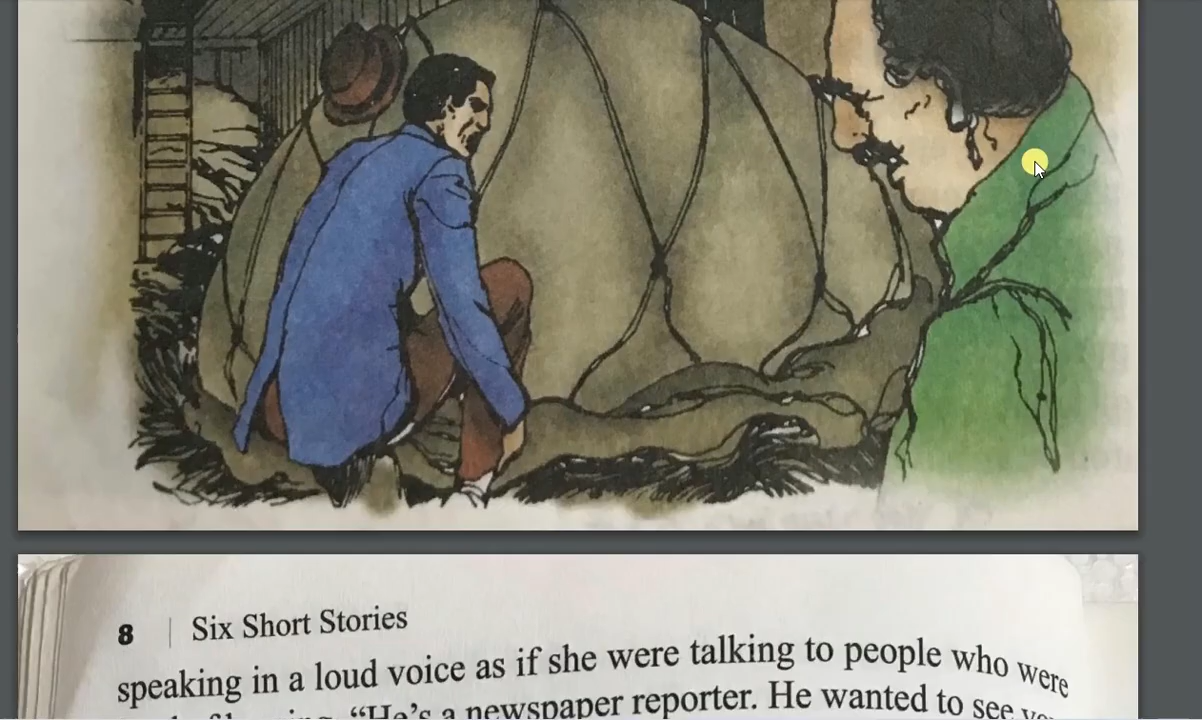 8 | Six Short Stories
speaking in a loud voice as if she were talking to people who were
“He’s a newspaper reporter. He wanted to see